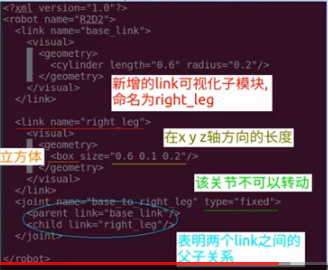 <?xml version="1.0"?>
<robot name="R2D2">
<link name="base_link">
<visual>
<geometry>
<cylinder length="0.6" radius="0.2"/>
</geometry>
</visual>
</link>
新增的link可视化子模块,
命名为right_leg
<link name="right_leg">
<visual>
<geometry>
在x y z轴方向的长度
立方体
<box size="0.6 0.1 0.2"/>
</geometry>
</visual>
</link>
该关节不可以转动
<joint name="base_to_right_leg" type="fixed">
<parent link="base_link"/>
<child link="right_leg"/>
</joint>
表明两个link之间的
父子关系
</robot>